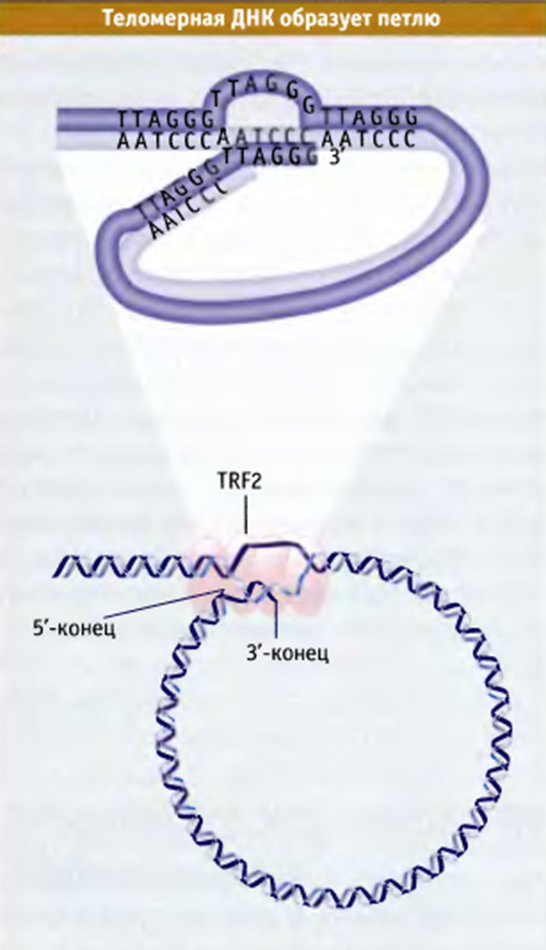 Теломерная ДНК образует петлю
TTAGGG
TTAGGG
TTAGGG
AATCCC
AATCCC
AATCCC
TTAGGG
3′
TTAGGG
AATCCC
TRF2
5′-конец
3′-конец